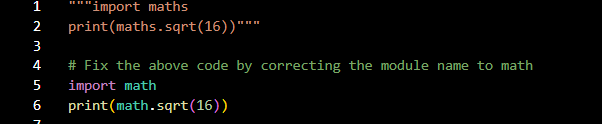 1 """import maths
2 print(maths.sqrt(16))"""
3
4 # Fix the above code by correcting the module name to math
5 import math
6 print(math.sqrt(16))